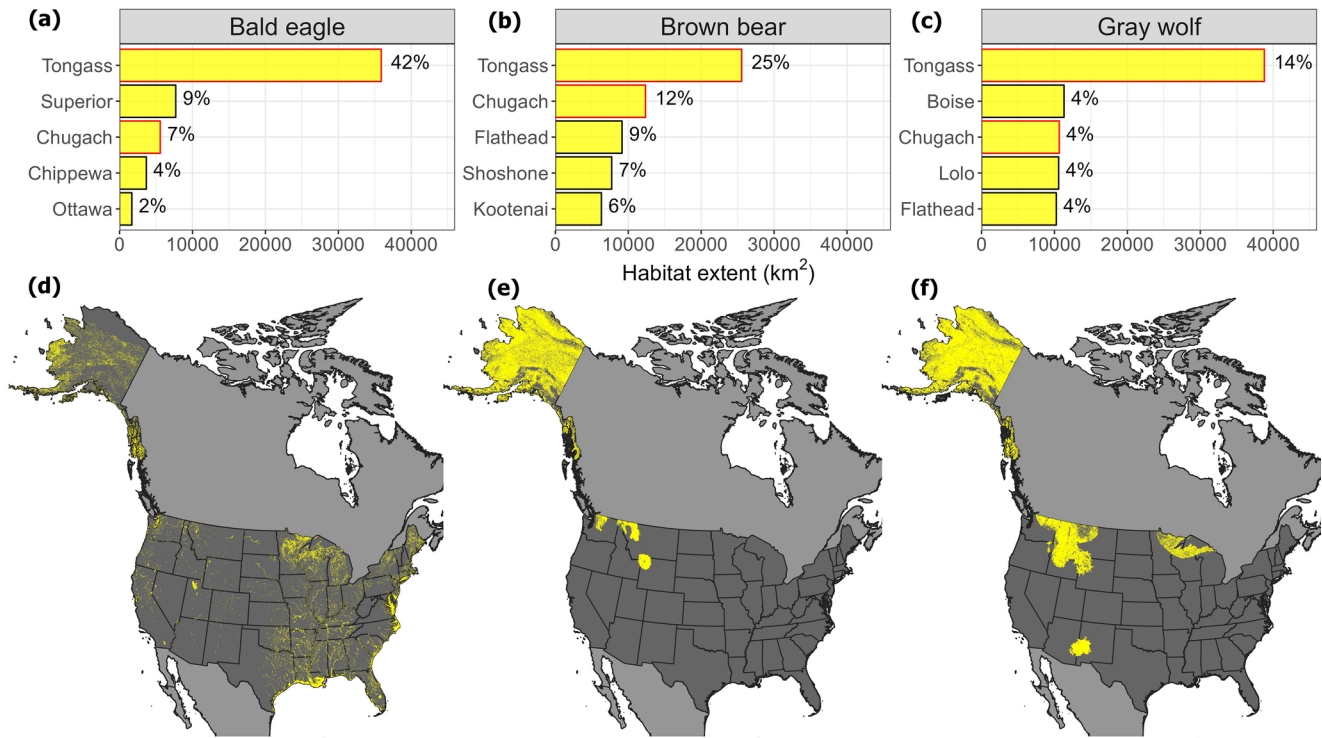 (a)
Bald eagle
Tongass 42%
Superior 9%
Chugach 7%
Chippewa 4%
Ottawa 2%
0 10000 20000 30000 40000
(b)
Brown bear
Tongass 25%
Chugach 12%
Flathead 9%
Shoshone 7%
Kootenai 6%
0 10000 20000 30000 40000
Habitat extent (km²)
(c)
Gray wolf
Tongass 14%
Boise 4%
Chugach 4%
Lolo 4%
Flathead 4%
0 10000 20000 30000 40000
(d)
(e)
(f)